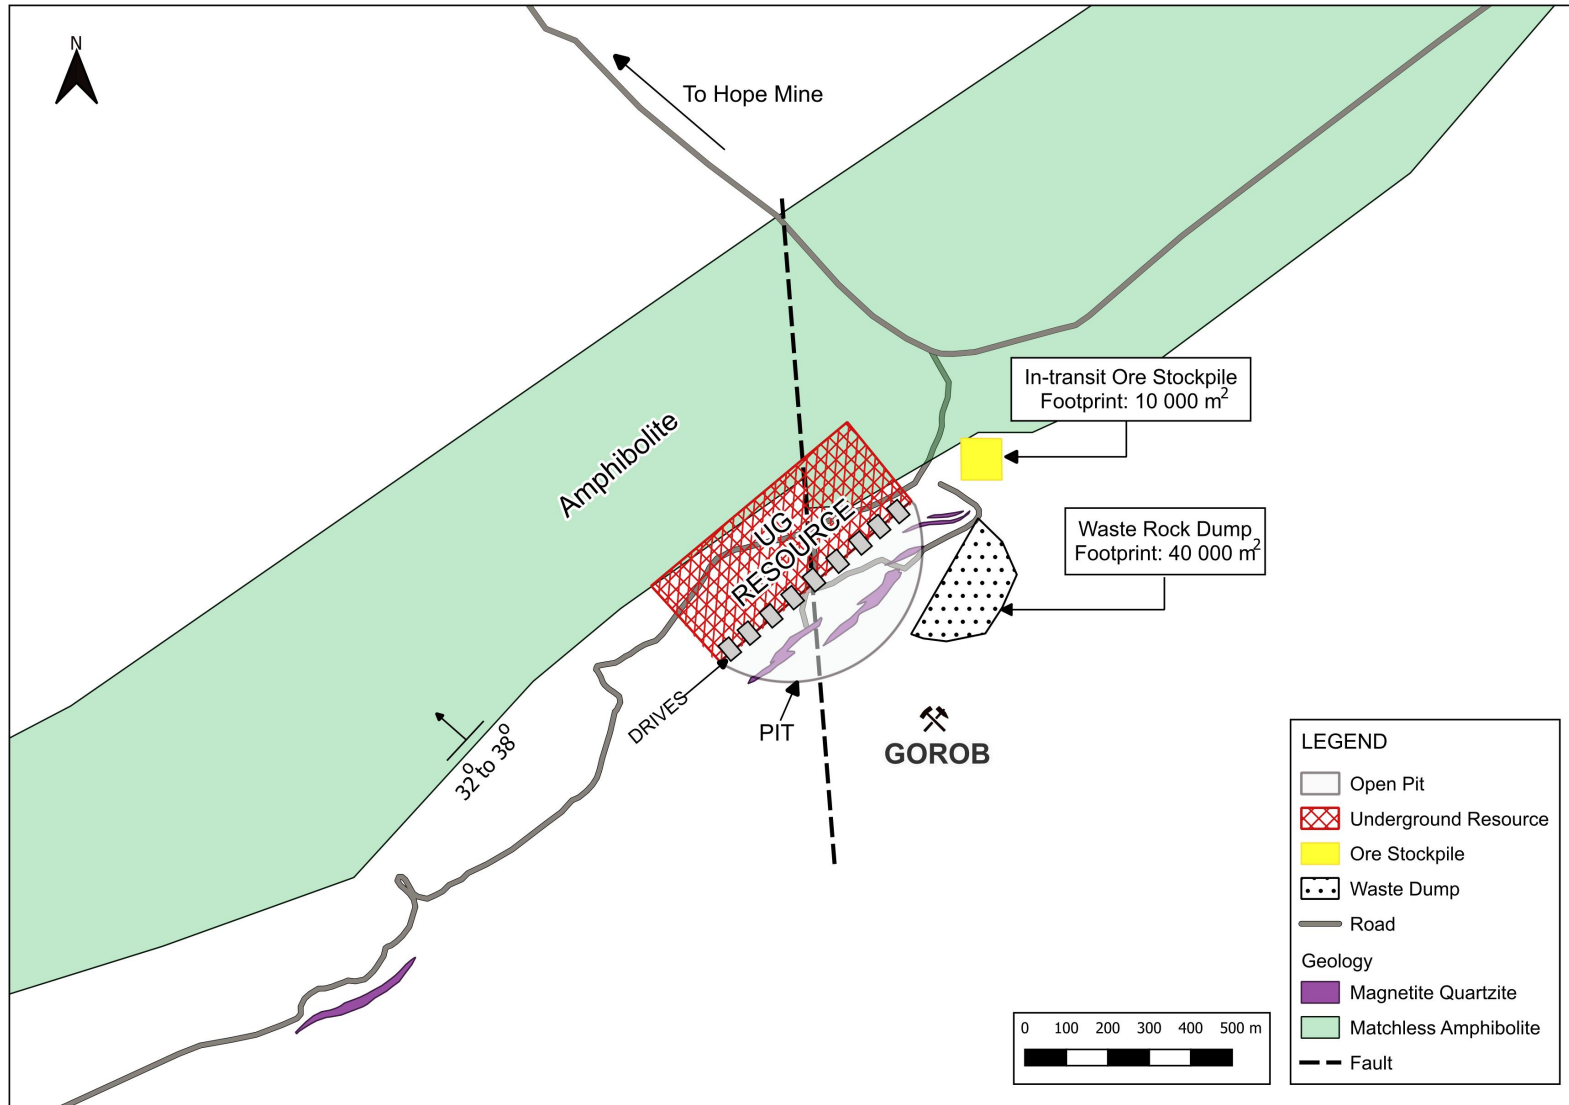 N
To Hope Mine
In-transit Ore Stockpile
Footprint: 10 000 m²
Amphibolite
UG
RESOURCE
Waste Rock Dump
Footprint: 40 000 m²
DRIVES
PIT
GOROB
32° to 38°
LEGEND
Open Pit
Underground Resource
Ore Stockpile
Waste Dump
Road
Geology
Magnetite Quartzite
Matchless Amphibolite
Fault
0 100 200 300 400 500 m